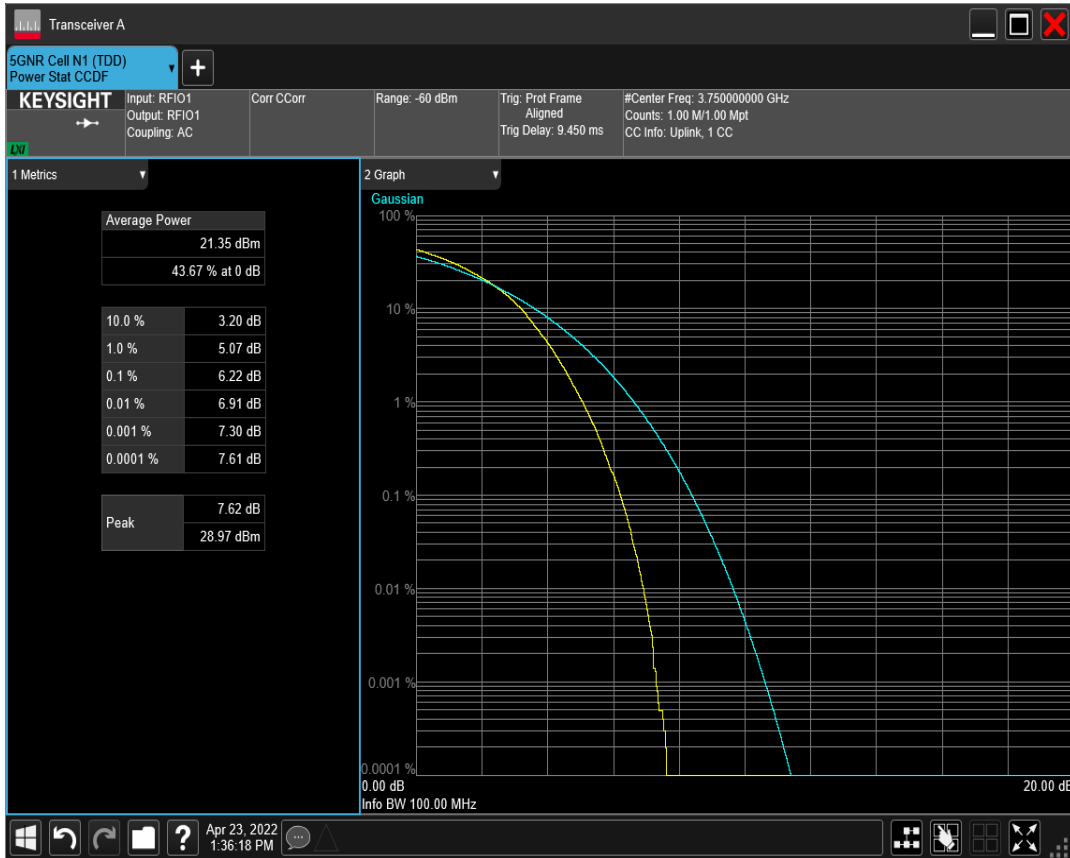 Transceiver A
5GNR Cell N1 (TDD)
Power Stat CCDF
+
KEYSIGHT
LXI
Input: RFIO1
Output: RFIO1
Coupling: AC
Corr CCorr
Range: -60 dBm
Trig: Prot Frame
Aligned
Trig Delay: 9.450 ms
#Center Freq: 3.750000000 GHz
Counts: 1.00 M/1.00 Mpt
CC Info: Uplink, 1 CC
1 Metrics
Average Power
21.35 dBm
43.67 % at 0 dB
10.0 % 3.20 dB
1.0 % 5.07 dB
0.1 % 6.22 dB
0.01 % 6.91 dB
0.001 % 7.30 dB
0.0001 % 7.61 dB
Peak
7.62 dB
28.97 dBm
2 Graph
Gaussian
100 %
10 %
1 %
0.1 %
0.01 %
0.001 %
0.0001 %
0.00 dB 20.00 dB
Info BW 100.00 MHz
?
Apr 23, 2022
1:36:18 PM